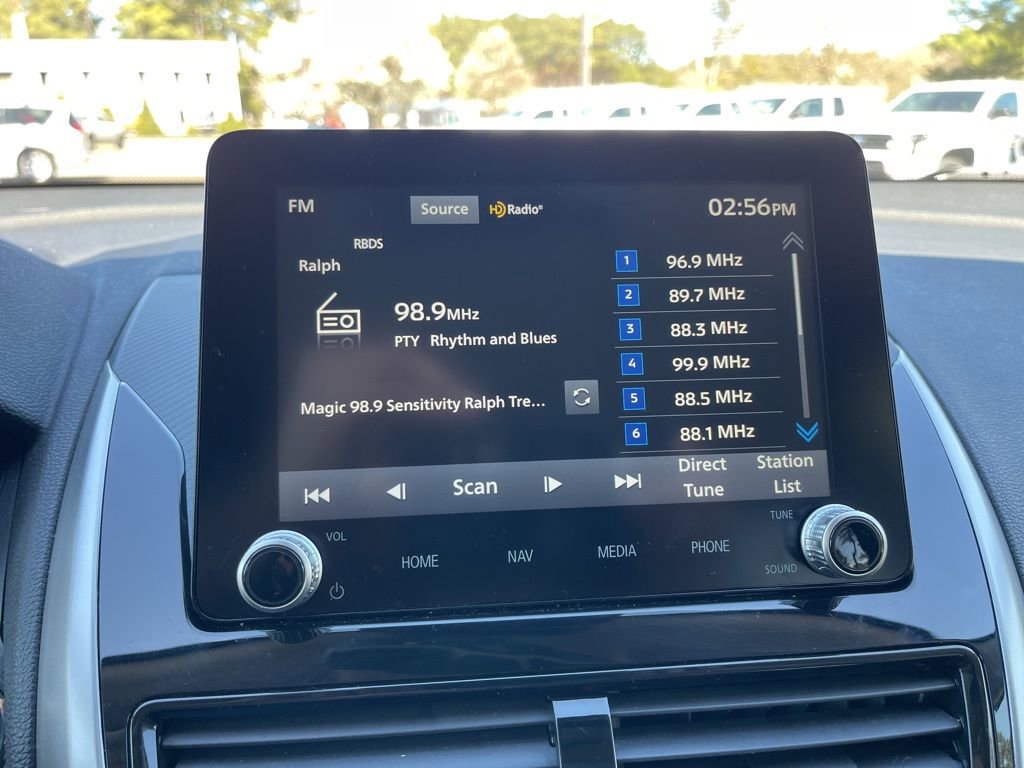 FM
Source
HD Radio®
02:56PM
RBDS
Ralph
98.9MHz
PTY Rhythm and Blues
Magic 98.9 Sensitivity Ralph Tre...
1 96.9 MHz
2 89.7 MHz
3 88.3 MHz
4 99.9 MHz
5 88.5 MHz
6 88.1 MHz
Scan
Direct
Tune
Station
List
VOL
HOME
NAV
MEDIA
PHONE
TUNE
SOUND